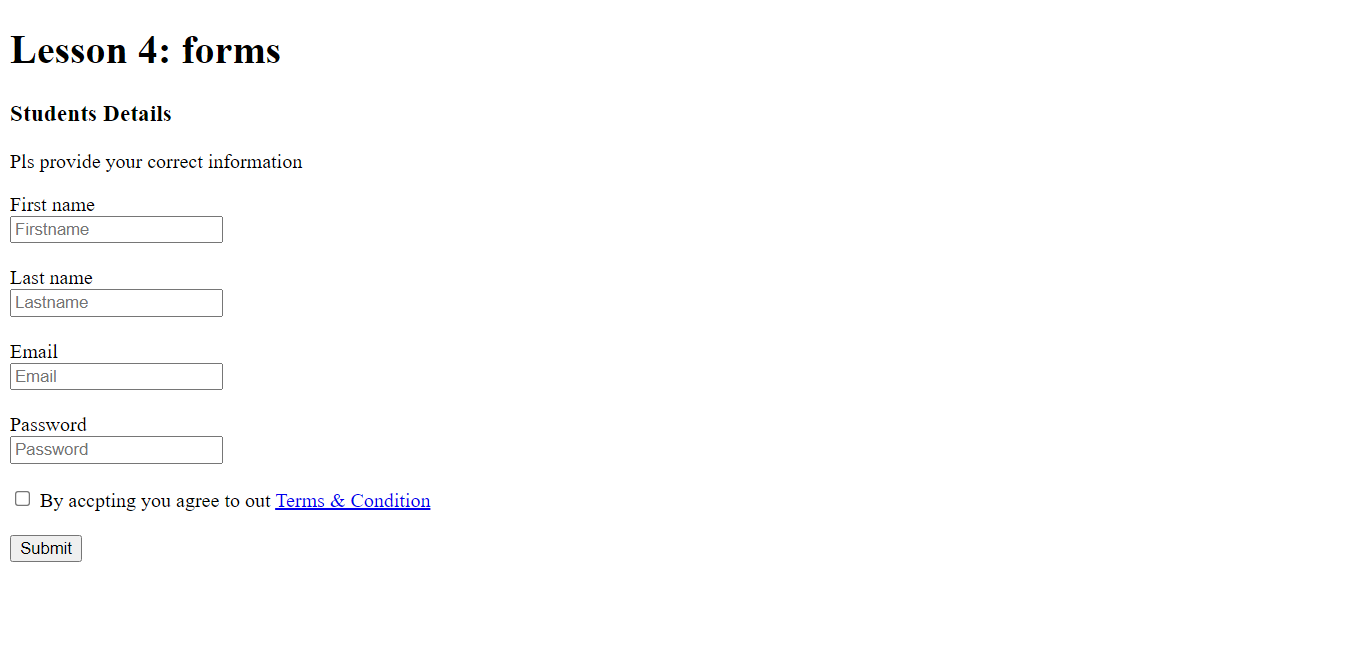 Lesson 4: forms
Students Details
Pls provide your correct information
First name
Firstname
Last name
Lastname
Email
Email
Password
Password
By accpting you agree to out Terms & Condition
Submit